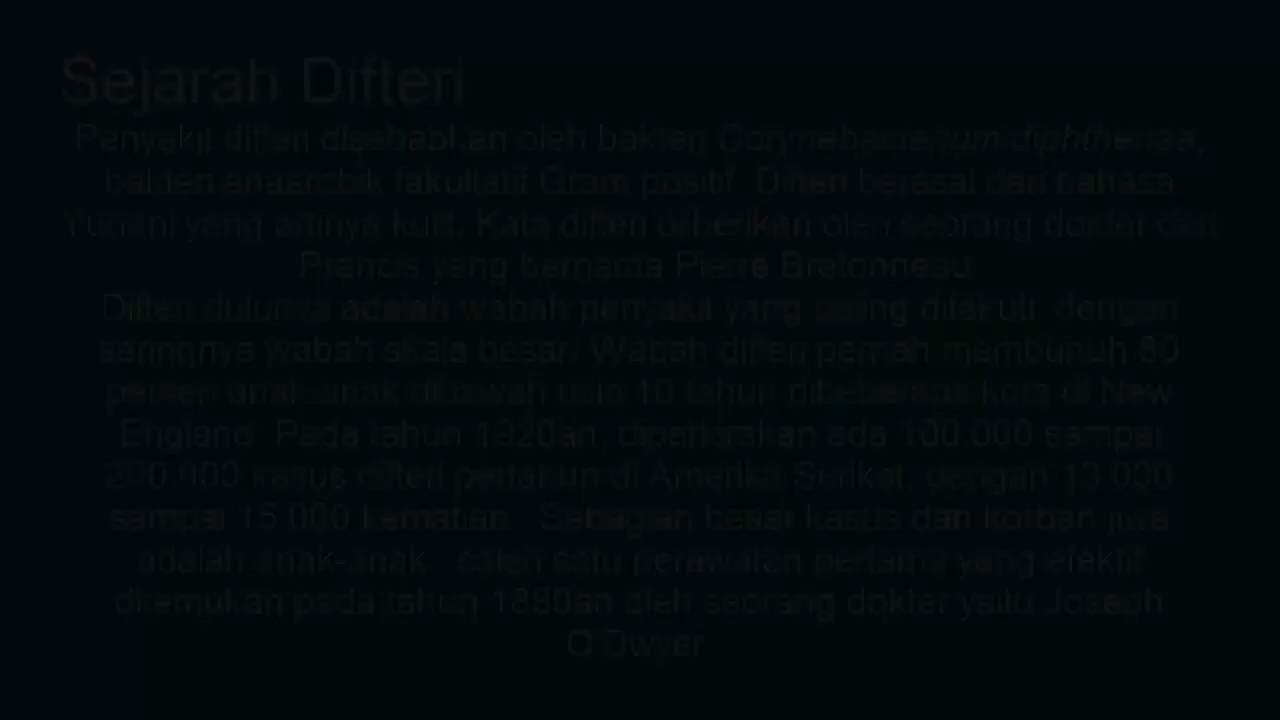 Sejarah Difteri
Penyakit difteri disebabkan oleh bakteri Corynebacterium diphtheriae,
bakteri anaerobik fakultatif Gram positif. Difteri berasal dari bahasa
Yunani yang artinya kulit. Kata difteri diberikan oleh seorang dokter dari
Prancis yang bernama Pierre Bretonneau.
Difteri dulunya adalah wabah penyakit yang paling ditakuti, dengan
seringnya wabah skala besar. Wabah difteri pernah membunuh 80
persen anak-anak dibawah usia 10 tahun dibeberapa kota di New
England. Pada tahun 1920an, diperkirakan ada 100.000 sampai
200.000 kasus difteri pertahun di Amerika Serikat, dengan 13.000
sampai 15.000 kematian. Sebagian besar kasus dan korban jiwa
adalah anak-anak. salah satu perawatan pertama yang efektif
ditemukan pada tahun 1880an oleh seorang dokter yaitu Joseph
O'Dwyer